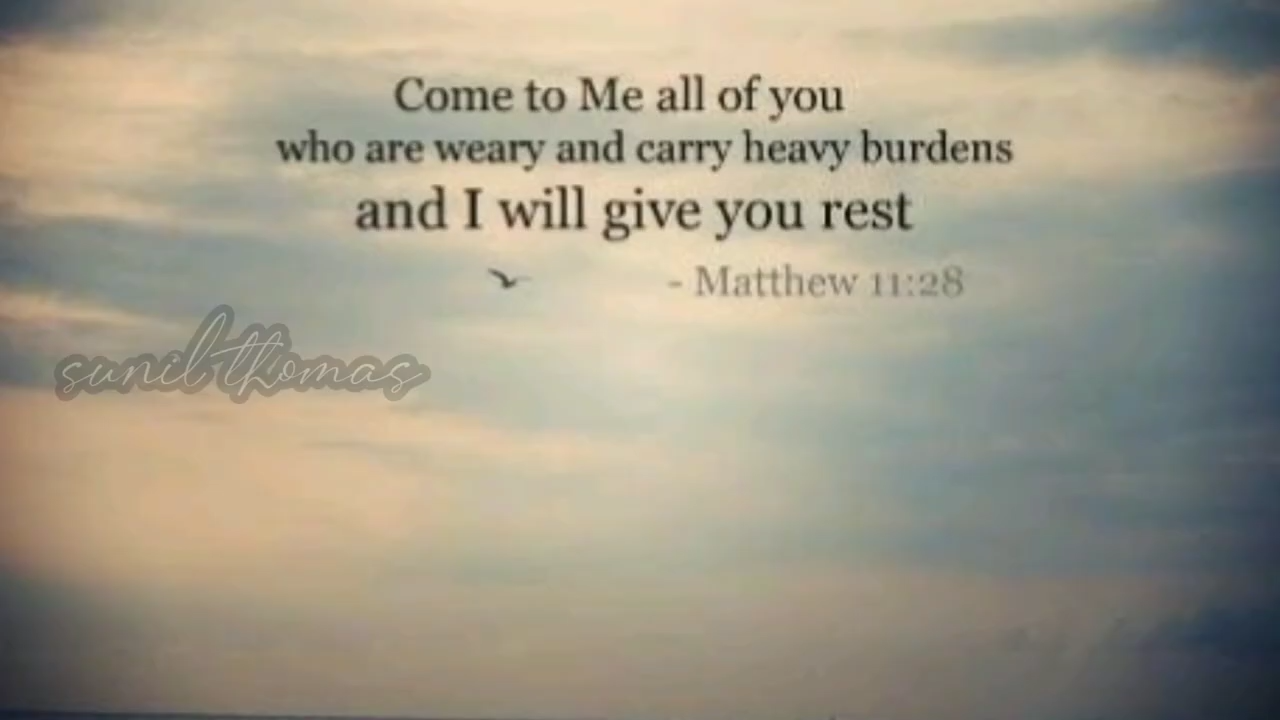 Come to Me all of you
who are weary and carry heavy burdens
and I will give you rest
- Matthew 11:28
sunil thomas